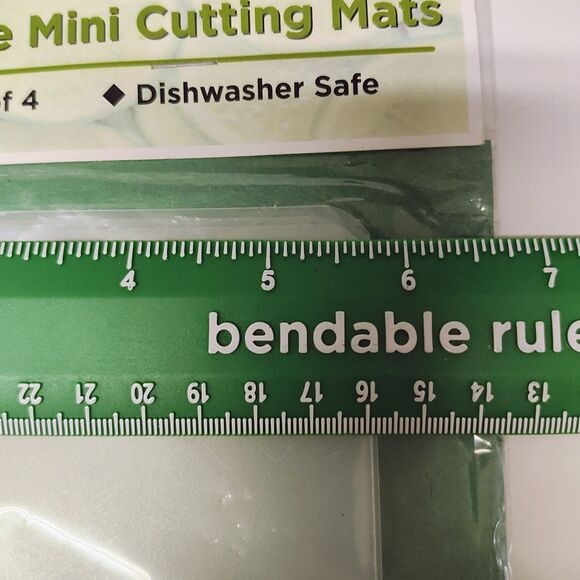 e Mini Cutting Mats
of 4 ◆ Dishwasher Safe
4 5 6 7
bendable rule
22 21 20 19 18 17 16 15 14 13